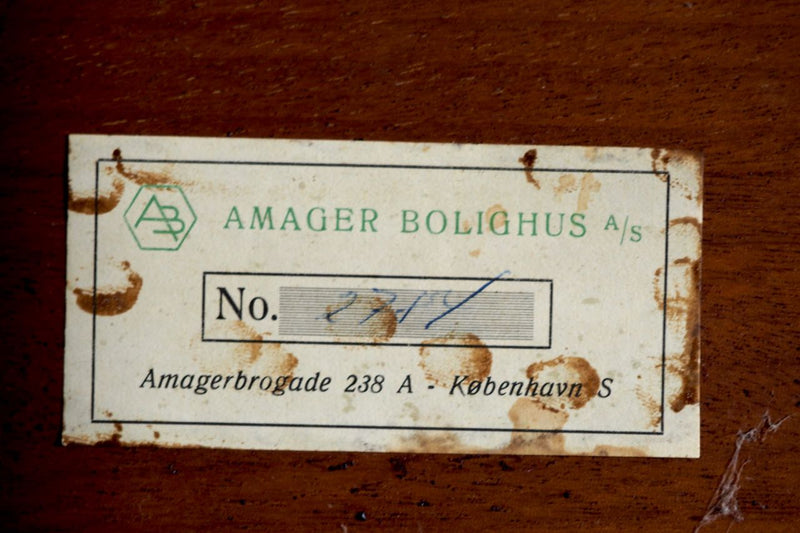 AB
AMAGER BOLIGHUS A/S
No.
Amagerbrogade 238 A - København S